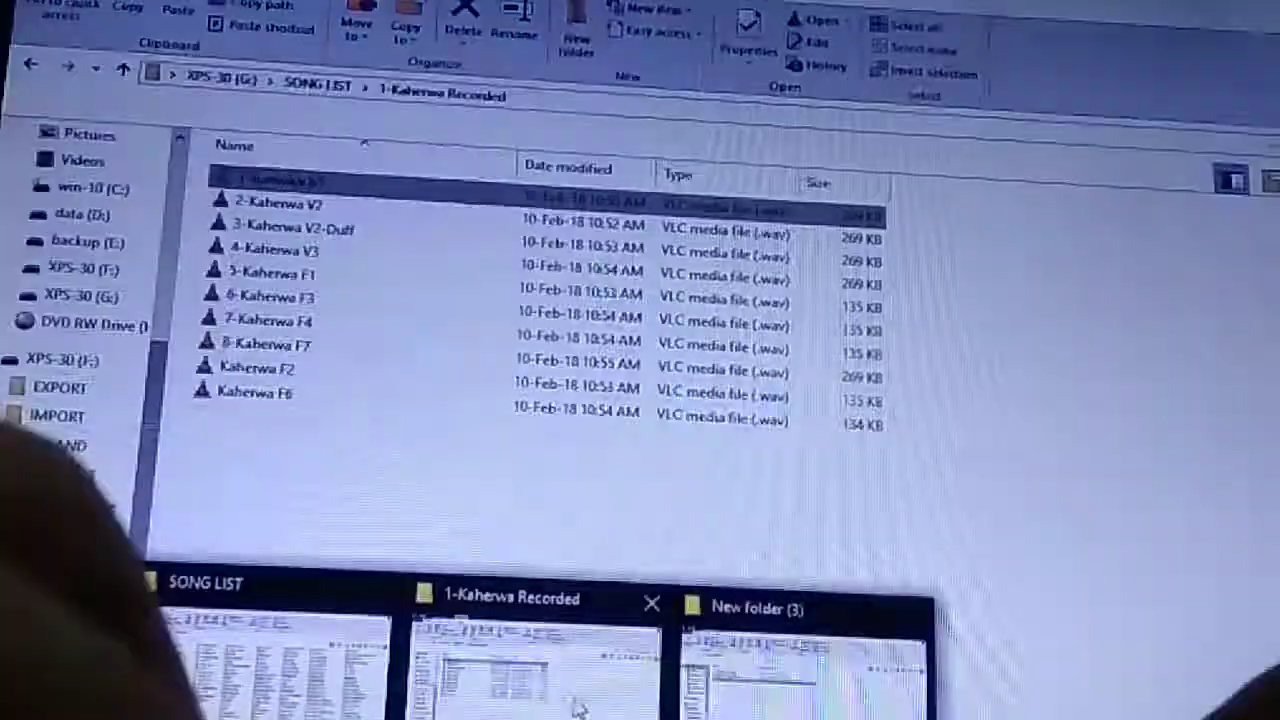 access
Copy
Paste
Copy path
Paste shortcut
Move to
Copy to
Delete
Rename
New folder
New item
Easy access
Properties
Open
Edit
History
Select all
Select none
Invert selection
Clipboard
Organize
New
Open
Select
XPS-30 (G:) > SONG LIST > 1-Kaherwa Recorded
Name Date modified Type Size
2-Kaherwa V2 10-Feb-18 10:52 AM VLC media file (.wav) 269 KB
3-Kaherwa V2-Duff 10-Feb-18 10:53 AM VLC media file (.wav) 269 KB
4-Kaherwa V3 10-Feb-18 10:54 AM VLC media file (.wav) 269 KB
5-Kaherwa F1 10-Feb-18 10:53 AM VLC media file (.wav) 135 KB
6-Kaherwa F3 10-Feb-18 10:54 AM VLC media file (.wav) 135 KB
7-Kaherwa F4 10-Feb-18 10:54 AM VLC media file (.wav) 135 KB
8-Kaherwa F7 10-Feb-18 10:55 AM VLC media file (.wav) 269 KB
Kaherwa F2 10-Feb-18 10:53 AM VLC media file (.wav) 135 KB
Kaherwa F6 10-Feb-18 10:54 AM VLC media file (.wav) 134 KB
Pictures
Videos
win-10 (C:)
data (D:)
backup (E:)
XPS-30 (F:)
XPS-30 (G:)
DVD RW Drive (
XPS-30 (F:)
EXPORT
IMPORT
AND
SONG LIST
1-Kaherwa Recorded
New folder (3)